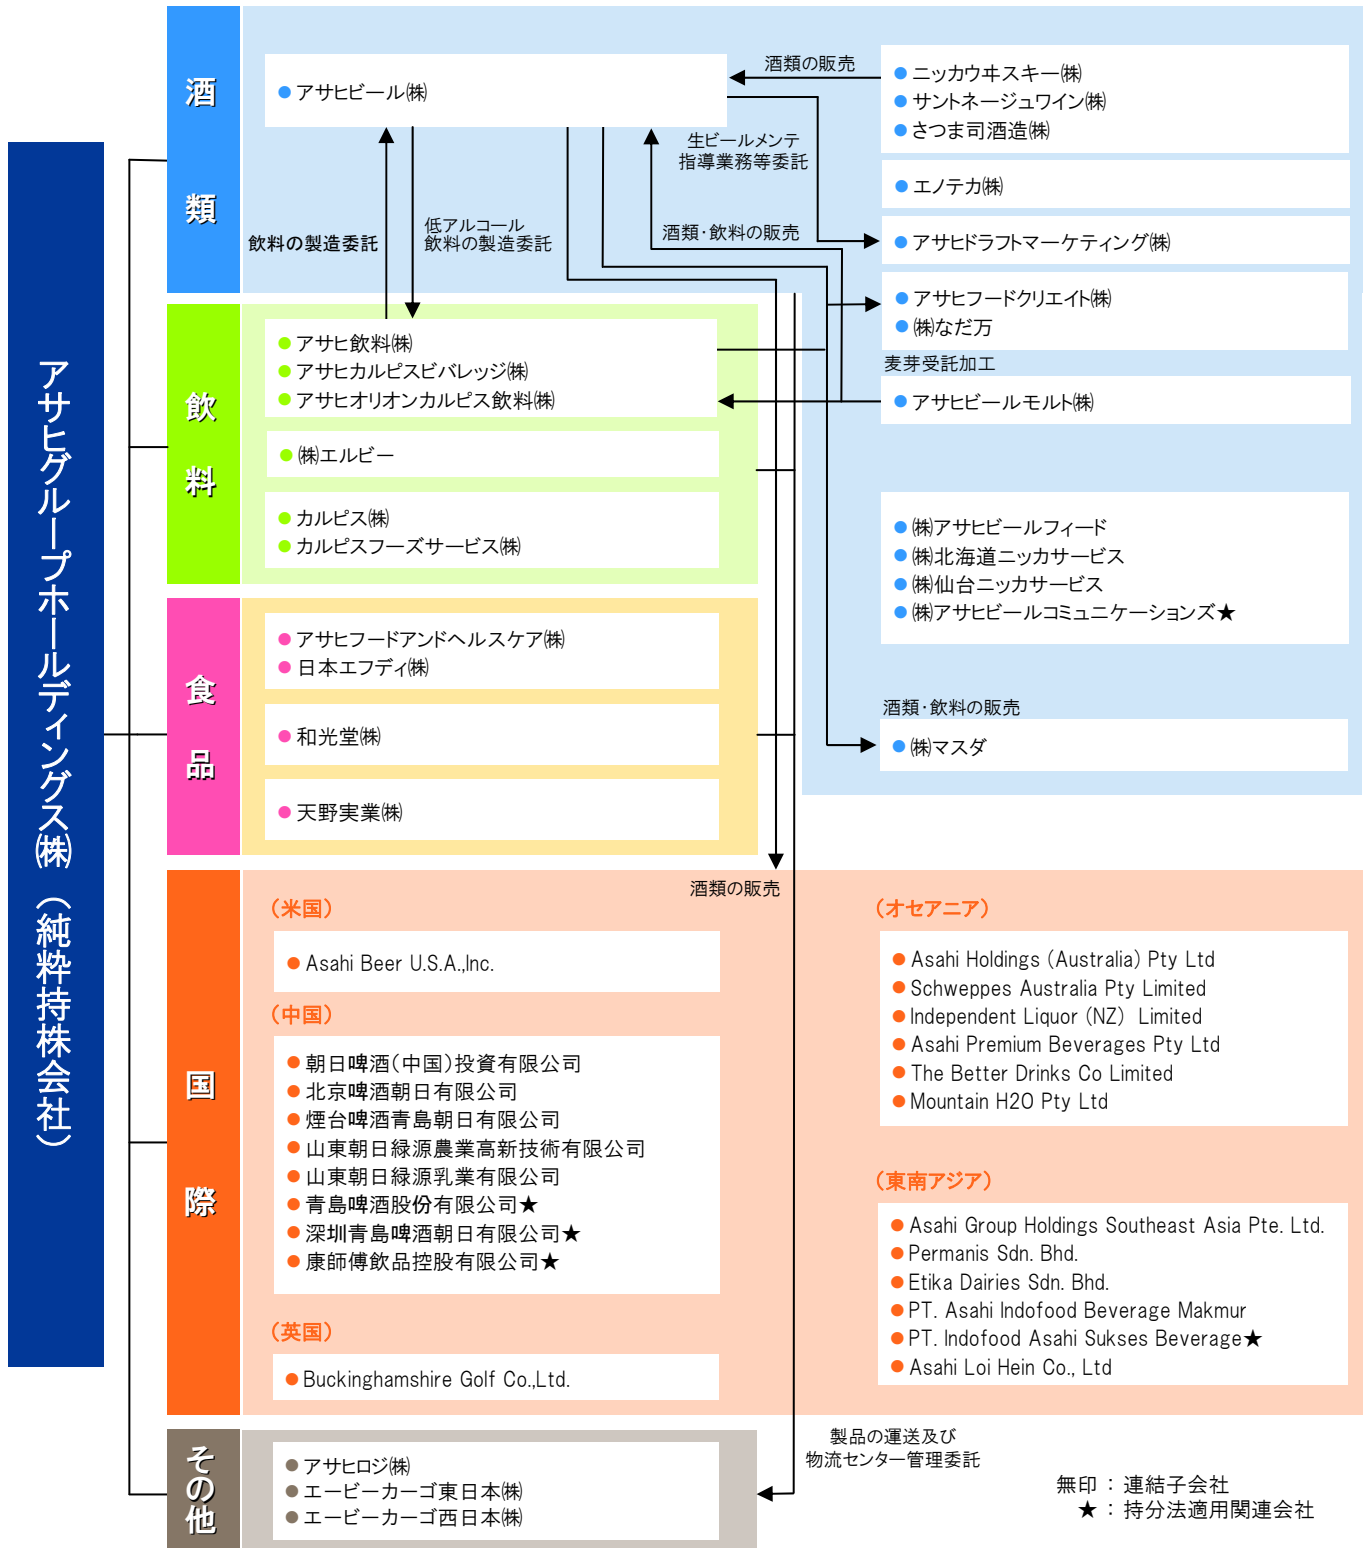 アサヒグループホールディングス㈱（純粋持株会社）
酒類
アサヒビール㈱
酒類の販売
ニッカウヰスキー㈱
サントネージュワイン㈱
さつま司酒造㈱
生ビールメンテ
指導業務等委託
エノテカ㈱
飲料の製造委託
低アルコール
飲料の製造委託
酒類・飲料の販売
アサヒドラフトマーケティング㈱
アサヒフードクリエイト㈱
㈱なだ万
麦芽受託加工
アサヒビールモルト㈱
㈱アサヒビールフィード
㈱北海道ニッカサービス
㈱仙台ニッカサービス
㈱アサヒビールコミュニケーションズ★
酒類・飲料の販売
㈱マスダ
飲料
アサヒ飲料㈱
アサヒカルピスビバレッジ㈱
アサヒオリオンカルピス飲料㈱
㈱エルビー
カルピス㈱
カルピスフーズサービス㈱
食品
アサヒフードアンドヘルスケア㈱
日本エフディ㈱
和光堂㈱
天野実業㈱
国際
酒類の販売
（米国）
Asahi Beer U.S.A.,Inc.
（中国）
朝日啤酒（中国）投資有限公司
北京啤酒朝日有限公司
煙台啤酒青島朝日有限公司
山東朝日緑源農業高新技術有限公司
山東朝日緑源乳業有限公司
青島啤酒股份有限公司★
深圳青島啤酒朝日有限公司★
康師傅飲品控股有限公司★
（英国）
Buckinghamshire Golf Co.,Ltd.
（オセアニア）
Asahi Holdings (Australia) Pty Ltd
Schweppes Australia Pty Limited
Independent Liquor (NZ) Limited
Asahi Premium Beverages Pty Ltd
The Better Drinks Co Limited
Mountain H2O Pty Ltd
（東南アジア）
Asahi Group Holdings Southeast Asia Pte. Ltd.
Permanis Sdn. Bhd.
Etika Dairies Sdn. Bhd.
PT. Asahi Indofood Beverage Makmur
PT. Indofood Asahi Sukses Beverage★
Asahi Loi Hein Co., Ltd
その他
アサヒロジ㈱
エービーカーゴ東日本㈱
エービーカーゴ西日本㈱
製品の運送及び
物流センター管理委託
無印 ： 連結子会社
★ ： 持分法適用関連会社